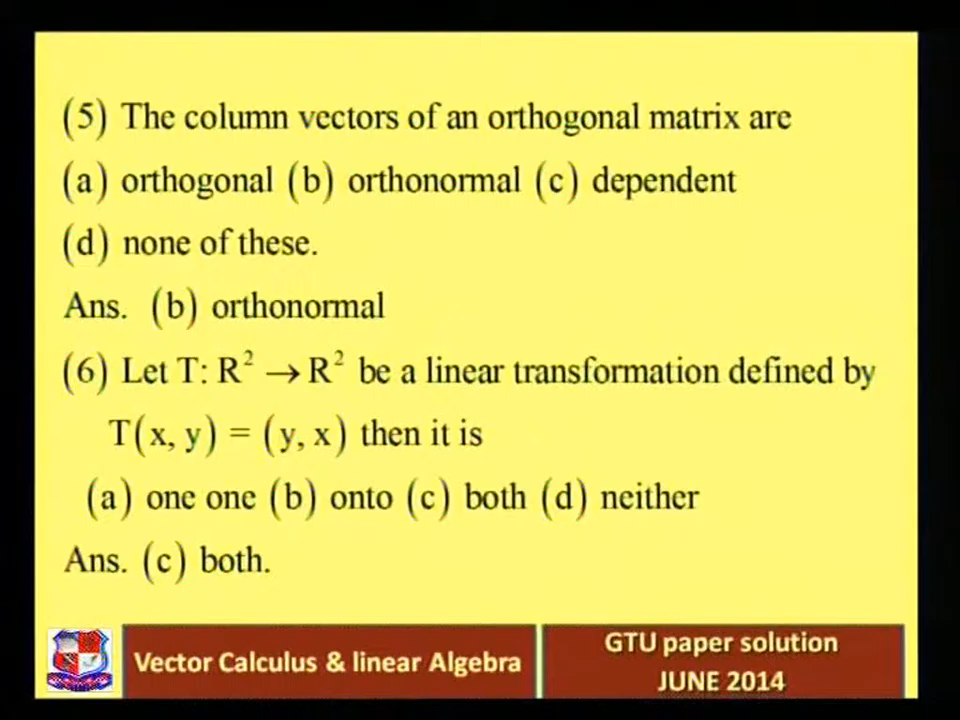 (5) The column vectors of an orthogonal matrix are
(a) orthogonal (b) orthonormal (c) dependent
(d) none of these.
Ans. (b) orthonormal
(6) Let T: R² → R² be a linear transformation defined by
T(x, y) = (y, x) then it is
(a) one one (b) onto (c) both (d) neither
Ans. (c) both.
Vector Calculus & linear Algebra
GTU paper solution
JUNE 2014